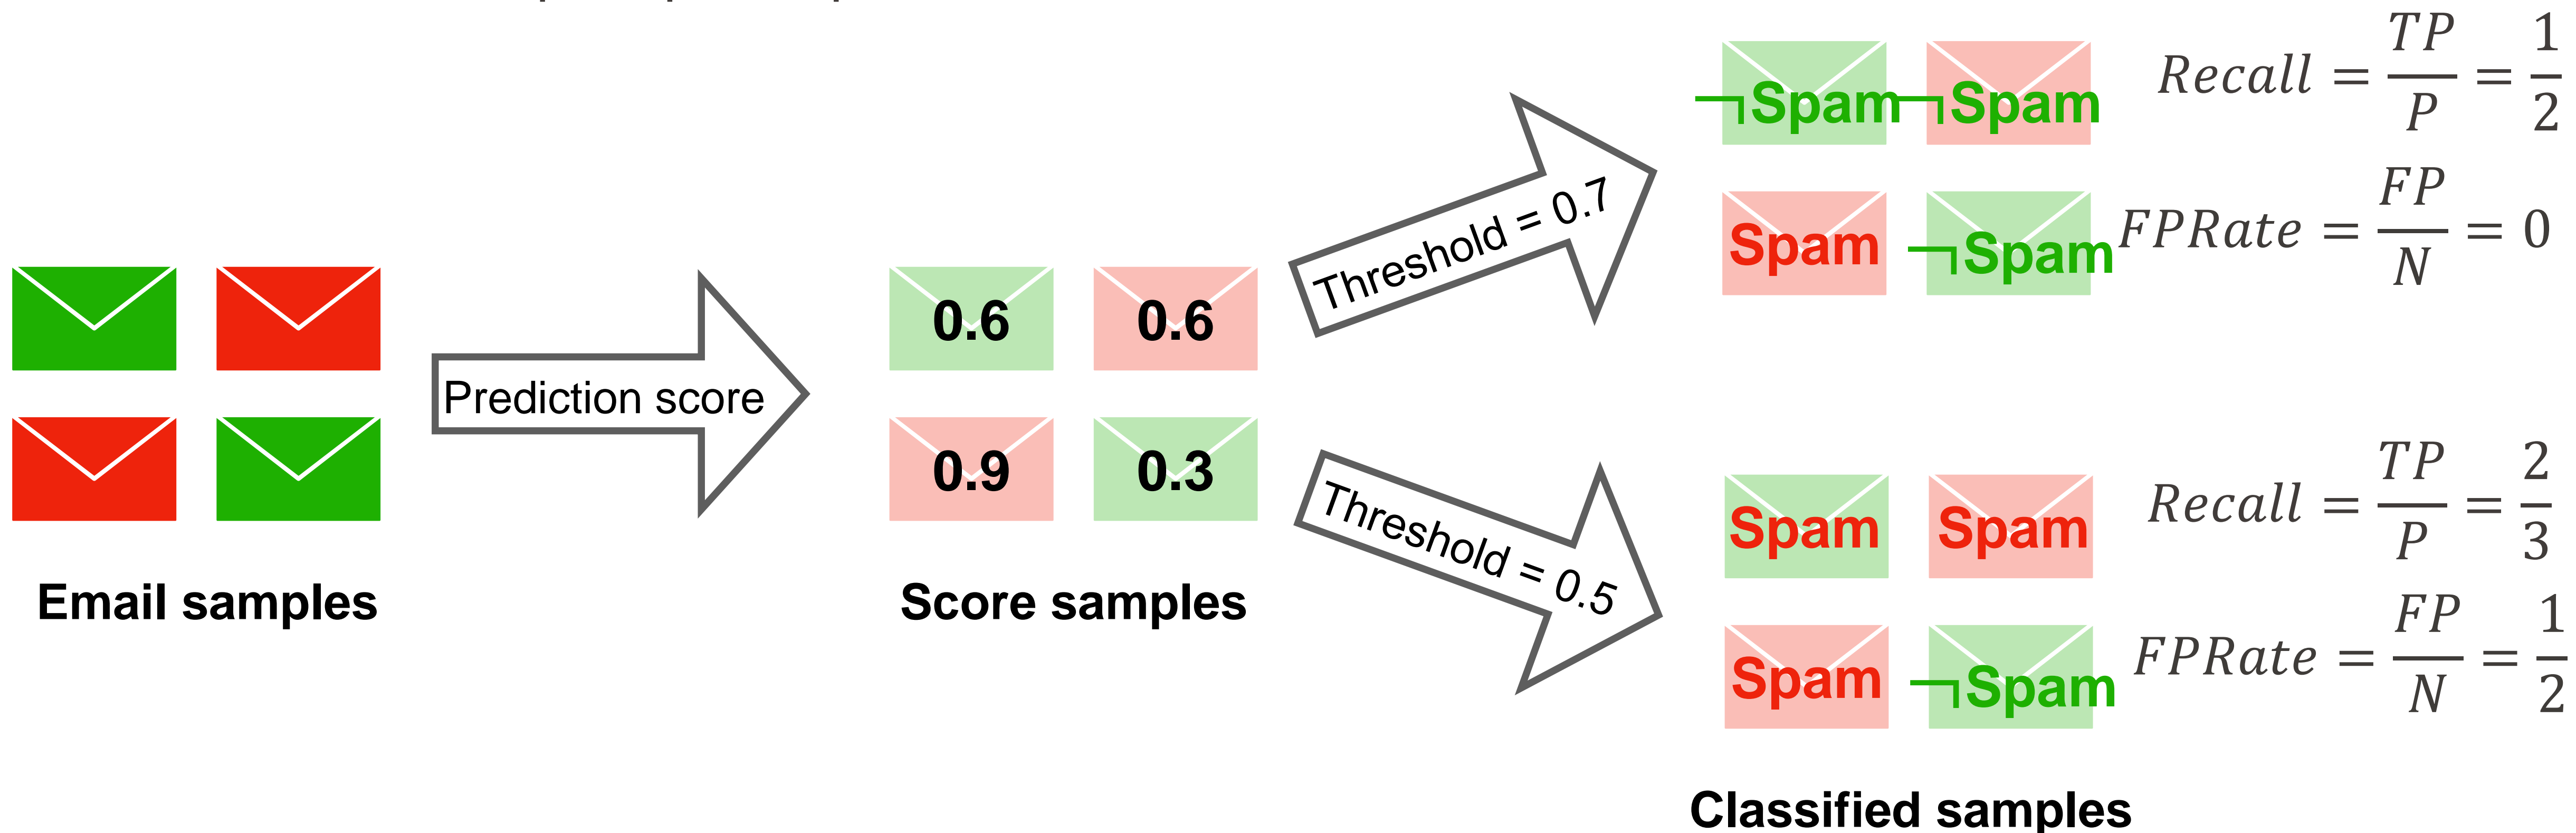 Prediction score
Email samples
0.6 0.6
0.9 0.3
Score samples
Threshold = 0.7
Threshold = 0.5
¬Spam ¬Spam
Spam ¬Spam
Recall = TP/P = 1/2
FPRate = FP/N = 0
Spam Spam
Spam ¬Spam
Recall = TP/P = 2/3
FPRate = FP/N = 1/2
Classified samples